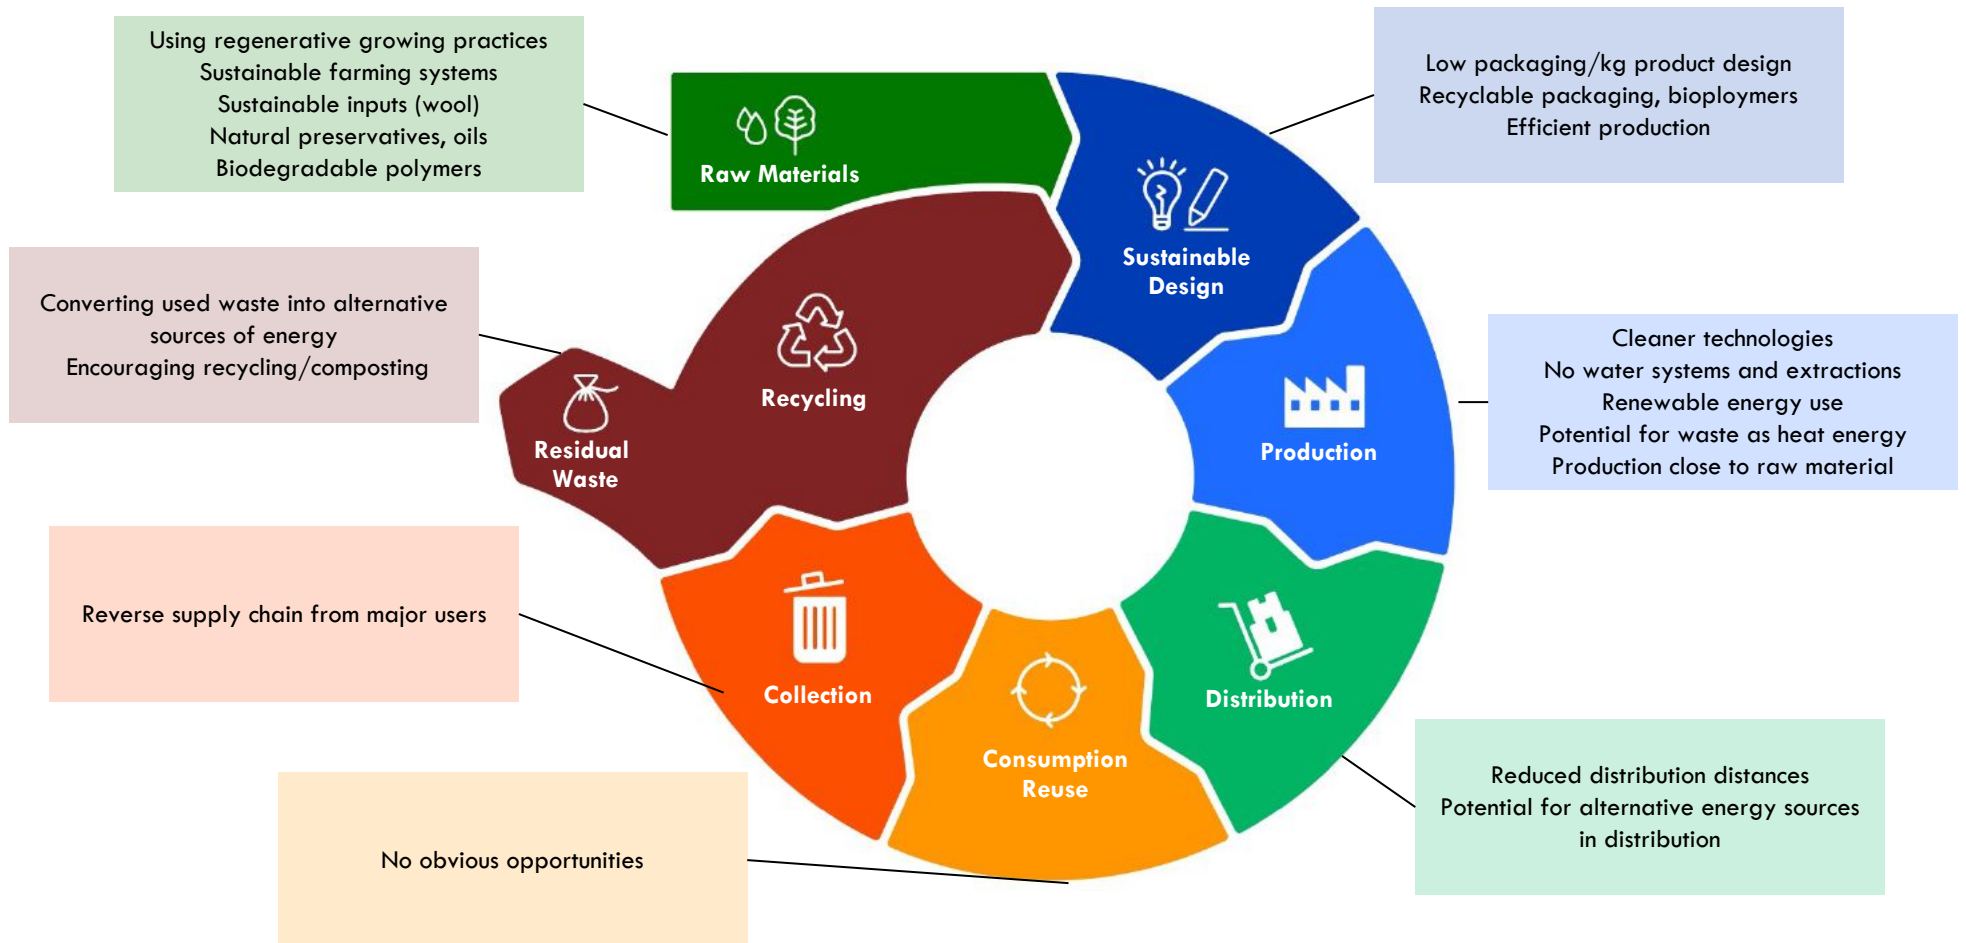 Using regenerative growing practices
Sustainable farming systems
Sustainable inputs (wool)
Natural preservatives, oils
Biodegradable polymers
Low packaging/kg product design
Recyclable packaging, bioploymers
Efficient production
Raw Materials
Sustainable
Design
Converting used waste into alternative
sources of energy
Encouraging recycling/composting
Recycling
Residual
Waste
Cleaner technologies
No water systems and extractions
Renewable energy use
Potential for waste as heat energy
Production close to raw material
Production
Reverse supply chain from major users
Collection
Distribution
Consumption
Reuse
Reduced distribution distances
Potential for alternative energy sources
in distribution
No obvious opportunities